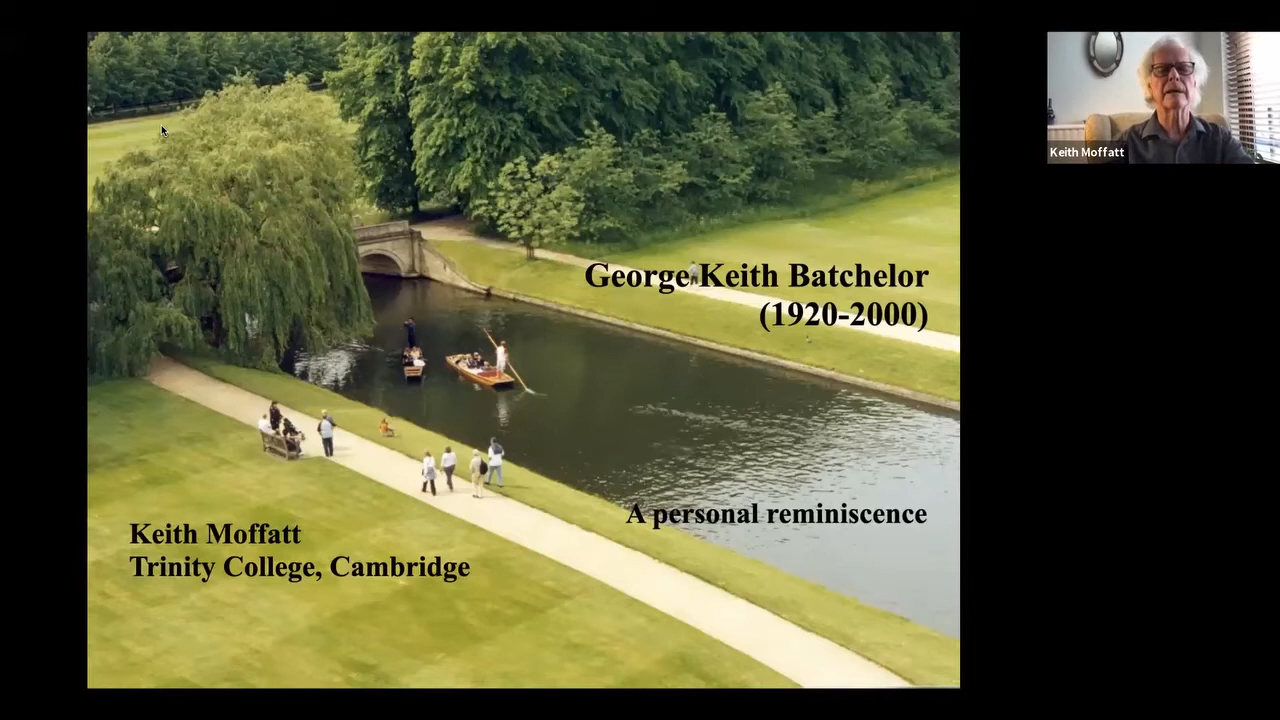 George Keith Batchelor
(1920-2000)
A personal reminiscence
Keith Moffatt
Trinity College, Cambridge
Keith Moffatt